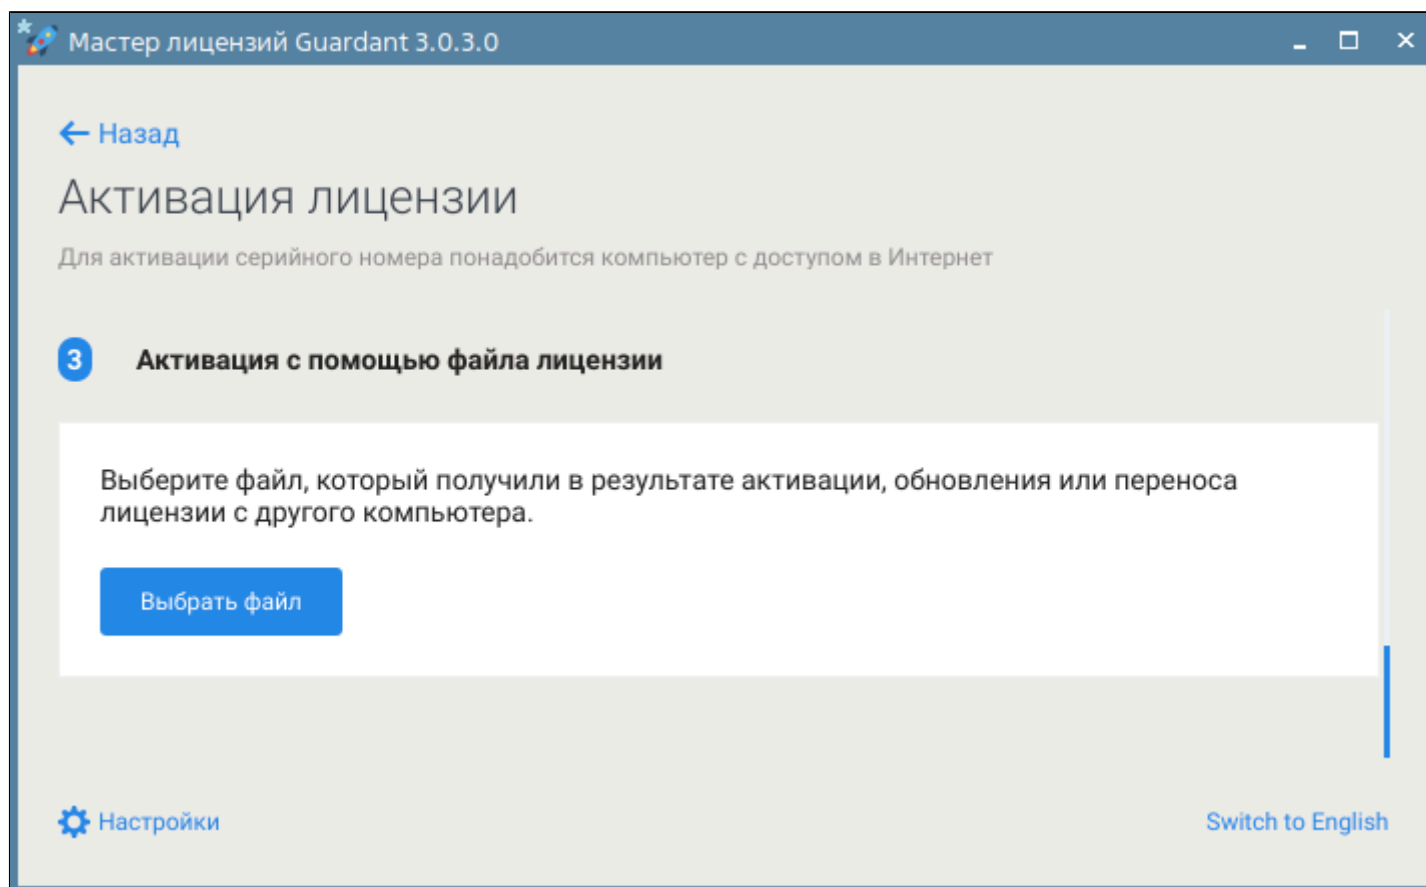 Мастер лицензий Guardant 3.0.3.0
Назад
Активация лицензии
Для активации серийного номера понадобится компьютер с доступом в Интернет
3 Активация с помощью файла лицензии
Выберите файл, который получили в результате активации, обновления или переноса
лицензии с другого компьютера.
Выбрать файл
Настройки
Switch to English